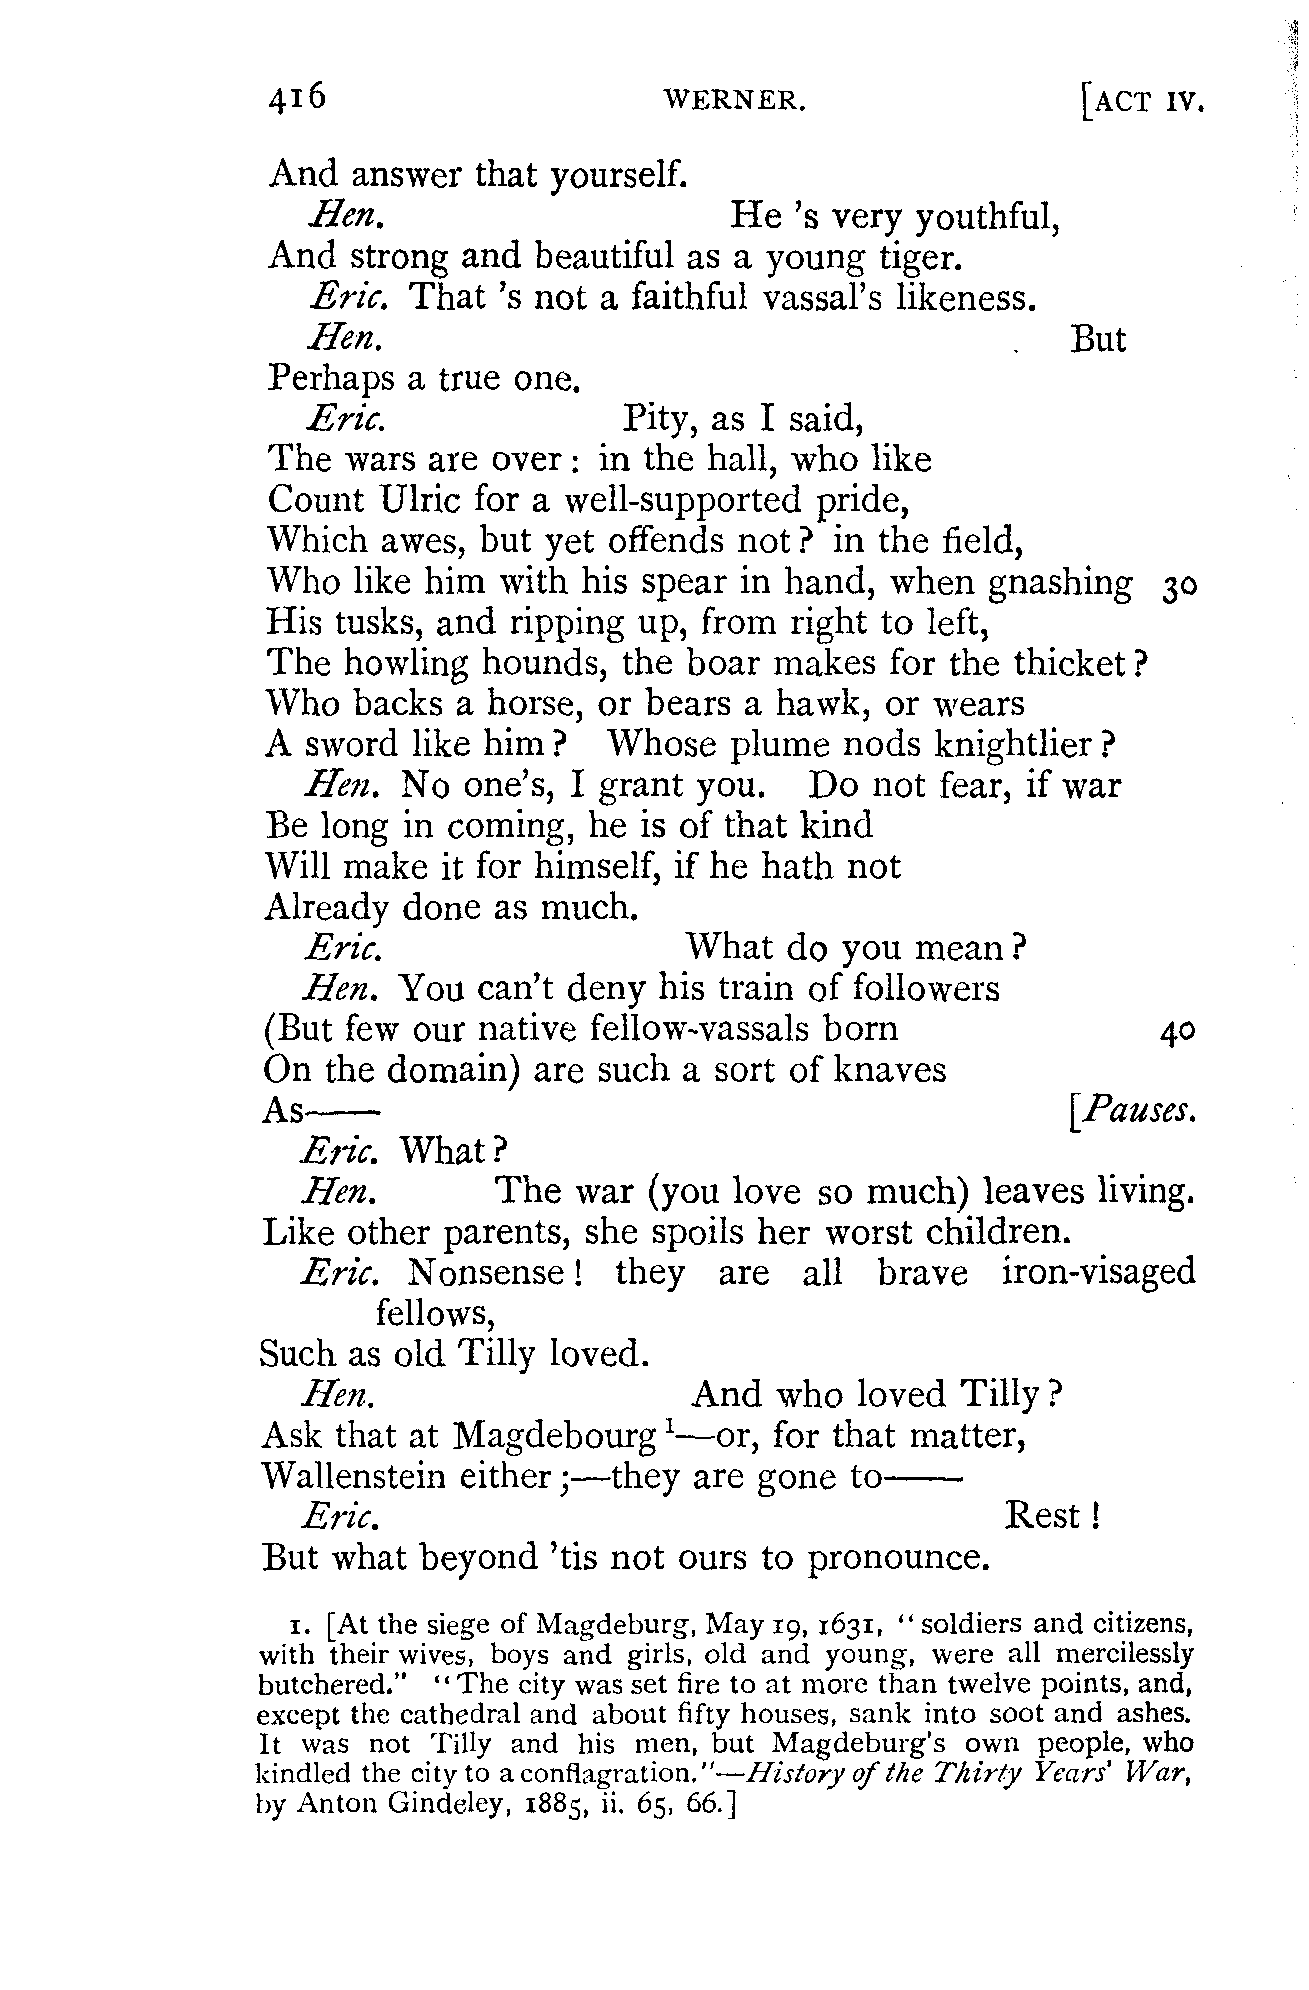 416 WERNER. [ACT IV.
And answer that yourself.
Hen. He 's very youthful,
And strong and beautiful as a young tiger.
Eric. That 's not a faithful vassal's likeness.
Hen. But
Perhaps a true one.
Eric. Pity, as I said,
The wars are over : in the hall, who like
Count Ulric for a well-supported pride,
Which awes, but yet offends not ? in the field,
Who like him with his spear in hand, when gnashing 30
His tusks, and ripping up, from right to left,
The howling hounds, the boar makes for the thicket ?
Who backs a horse, or bears a hawk, or wears
A sword like him ? Whose plume nods knightlier ?
Hen. No one's, I grant you. Do not fear, if war
Be long in coming, he is of that kind
Will make it for himself, if he hath not
Already done as much.
Eric. What do you mean ?
Hen. You can't deny his train of followers
(But few our native fellow-vassals born 40
On the domain) are such a sort of knaves
As—— [Pauses.
Eric. What ?
Hen. The war (you love so much) leaves living.
Like other parents, she spoils her worst children.
Eric. Nonsense ! they are all brave iron-visaged
fellows,
Such as old Tilly loved.
Hen. And who loved Tilly ?
Ask that at Magdebourg ¹—or, for that matter,
Wallenstein either ;—they are gone to——
Eric. Rest !
But what beyond 'tis not ours to pronounce.
1. [At the siege of Magdeburg, May 19, 1631, "soldiers and citizens,
with their wives, boys and girls, old and young, were all mercilessly
butchered." "The city was set fire to at more than twelve points, and,
except the cathedral and about fifty houses, sank into soot and ashes.
It was not Tilly and his men, but Magdeburg's own people, who
kindled the city to a conflagration."—History of the Thirty Years' War,
by Anton Gindeley, 1885, ii. 65, 66.]